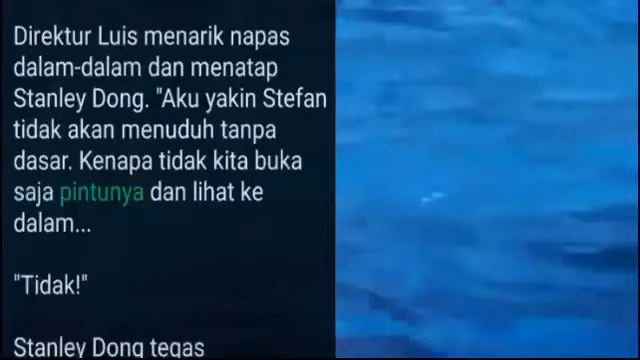 Direktur Luis menarik napas
dalam-dalam dan menatap
Stanley Dong. "Aku yakin Stefan
tidak akan menuduh tanpa
dasar. Kenapa tidak kita buka
saja pintunya dan lihat ke
dalam...
"Tidak!"
Stanley Dong tegas